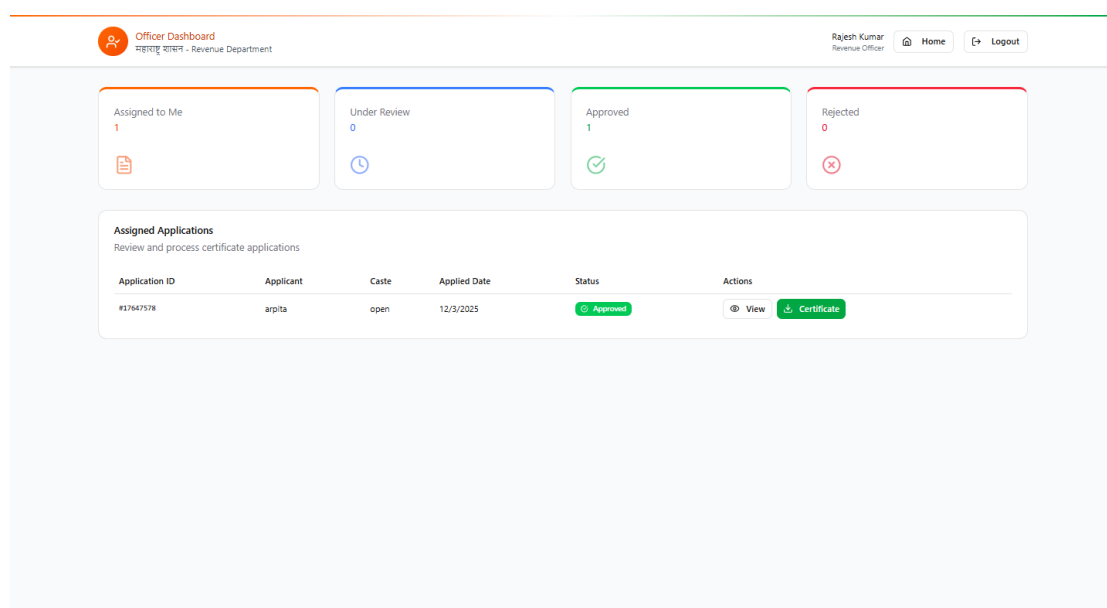 Officer Dashboard
महाराष्ट्र शासन - Revenue Department
Rajesh Kumar
Revenue Officer
Home
Logout
Assigned to Me
1
Under Review
0
Approved
1
Rejected
0
Assigned Applications
Review and process certificate applications
Application ID Applicant Caste Applied Date Status Actions
#17647578 arpita open 12/3/2025 Approved View Certificate